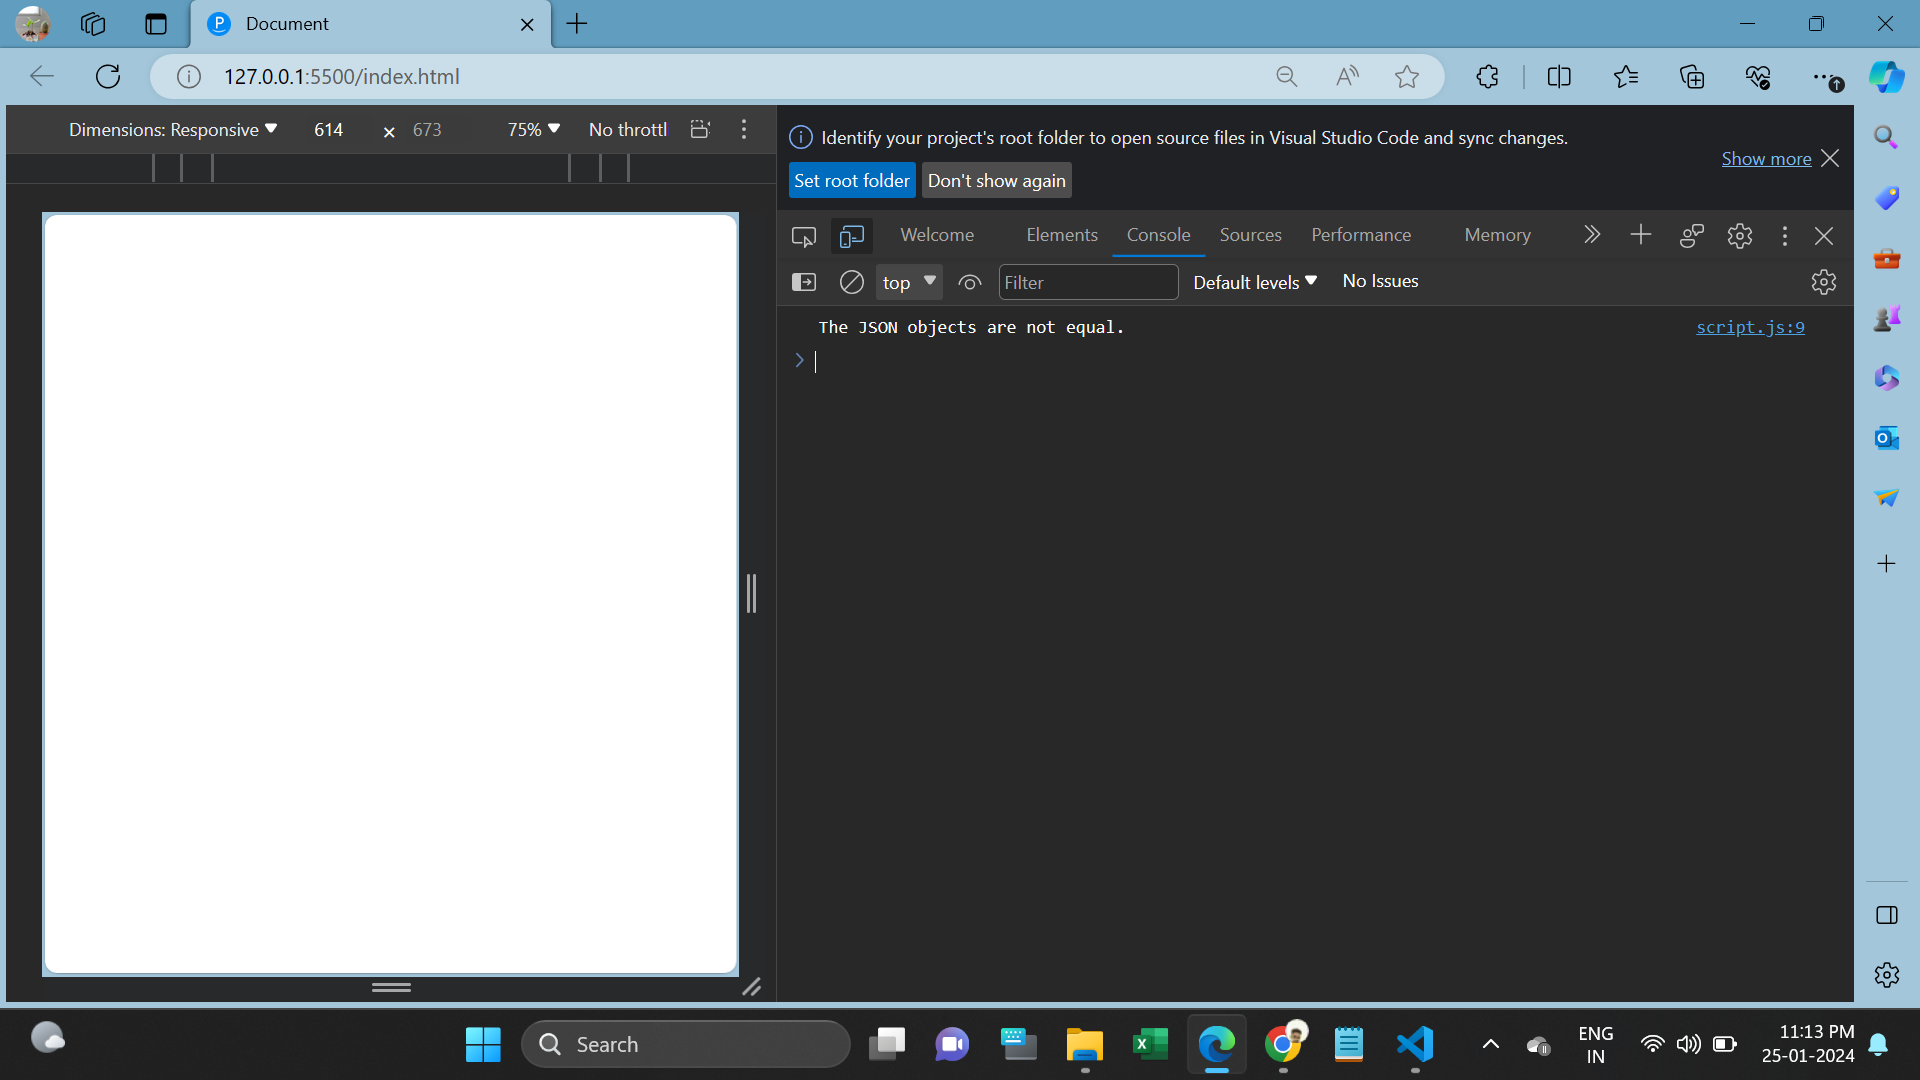 Document
127.0.0.1:5500/index.html
Dimensions: Responsive 614 × 673 75% No throttl
Identify your project's root folder to open source files in Visual Studio Code and sync changes.
Show more
Set root folder Don't show again
Welcome Elements Console Sources Performance Memory
top Filter Default levels No Issues
The JSON objects are not equal. script.js:9
Search
ENG
IN
11:13 PM
25-01-2024